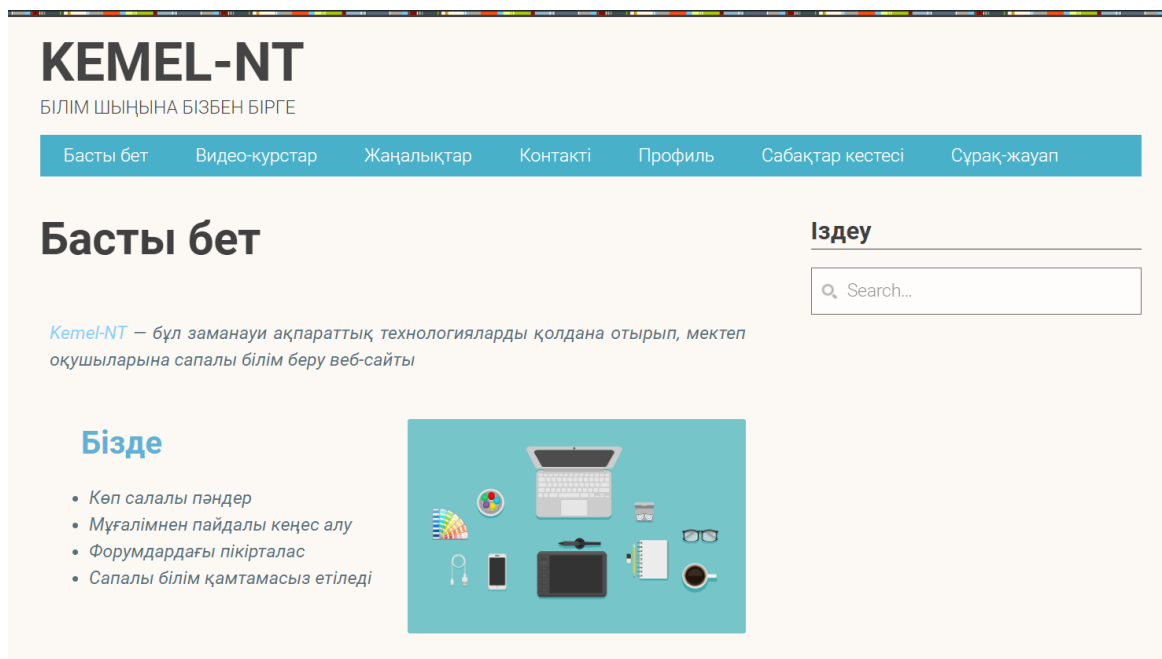 KEMEL-NT
БІЛІМ ШЫҢЫНА БІЗБЕН БІРГЕ
Басты бет Видео-курстар Жаңалықтар Контакті Профиль Сабақтар кестесі Сұрақ-жауап
Басты бет
Kemel-NT — бұл заманауи ақпараттық технологияларды қолдана отырып, мектеп
оқушыларына сапалы білім беру веб-сайты
Бізде
Көп салалы пәндер
Мұғалімнен пайдалы кеңес алу
Форумдардағы пікірталас
Сапалы білім қамтамасыз етіледі
Іздеу
Search...